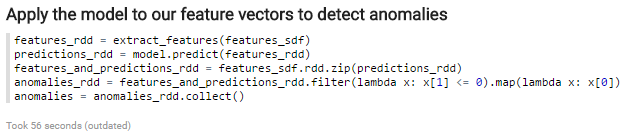 Apply the model to our feature vectors to detect anomalies
features_rdd = extract_features(features_sdf)
predictions_rdd = model.predict(features_rdd)
features_and_predictions_rdd = features_sdf.rdd.zip(predictions_rdd)
anomalies_rdd = features_and_predictions_rdd.filter(lambda x: x[1] <= 0).map(lambda x: x[0])
anomalies = anomalies_rdd.collect()
Took 56 seconds (outdated)